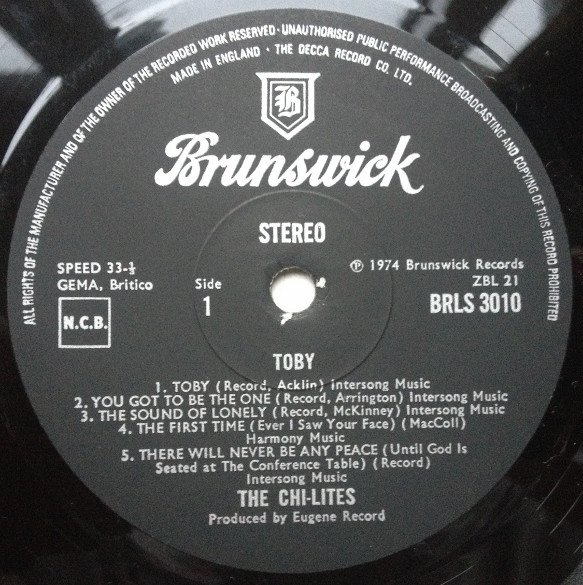 ALL RIGHTS OF THE MANUFACTURER AND OF THE OWNER OF THE RECORDED WORK RESERVED · UNAUTHORISED PUBLIC PERFORMANCE BROADCASTING AND COPYING OF THIS RECORD PROHIBITED
MADE IN ENGLAND · THE DECCA RECORD CO. LTD.
B
Brunswick
STEREO
SPEED 33-⅓
GEMA, Britico
N.C.B.
Side
1
℗ 1974 Brunswick Records
ZBL 21
BRLS 3010
TOBY
1. TOBY (Record, Acklin) Intersong Music
2. YOU GOT TO BE THE ONE (Record, Arrington) Intersong Music
3. THE SOUND OF LONELY (Record, McKinney) Intersong Music
4. THE FIRST TIME (Ever I Saw Your Face) (MacColl)
Harmony Music
5. THERE WILL NEVER BE ANY PEACE (Until God Is
Seated at The Conference Table) (Record)
Intersong Music
THE CHI-LITES
Produced by Eugene Record